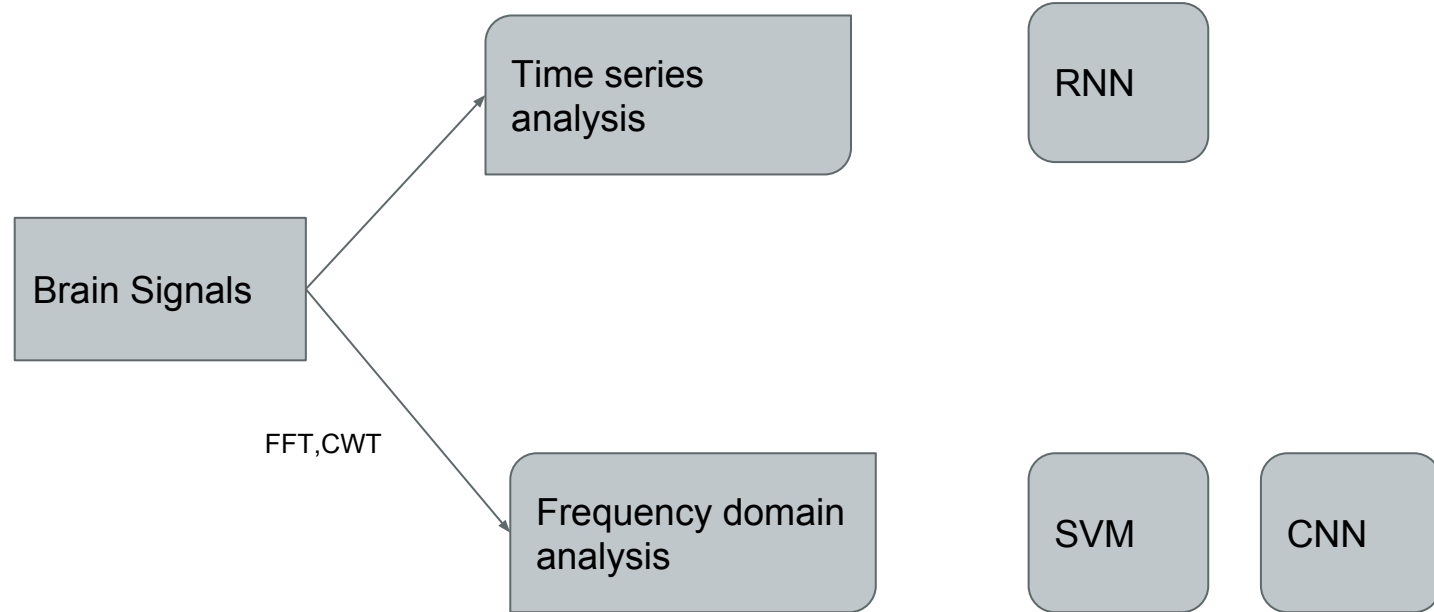 Time series
analysis
RNN
Brain Signals
FFT,CWT
Frequency domain
analysis
SVM
CNN